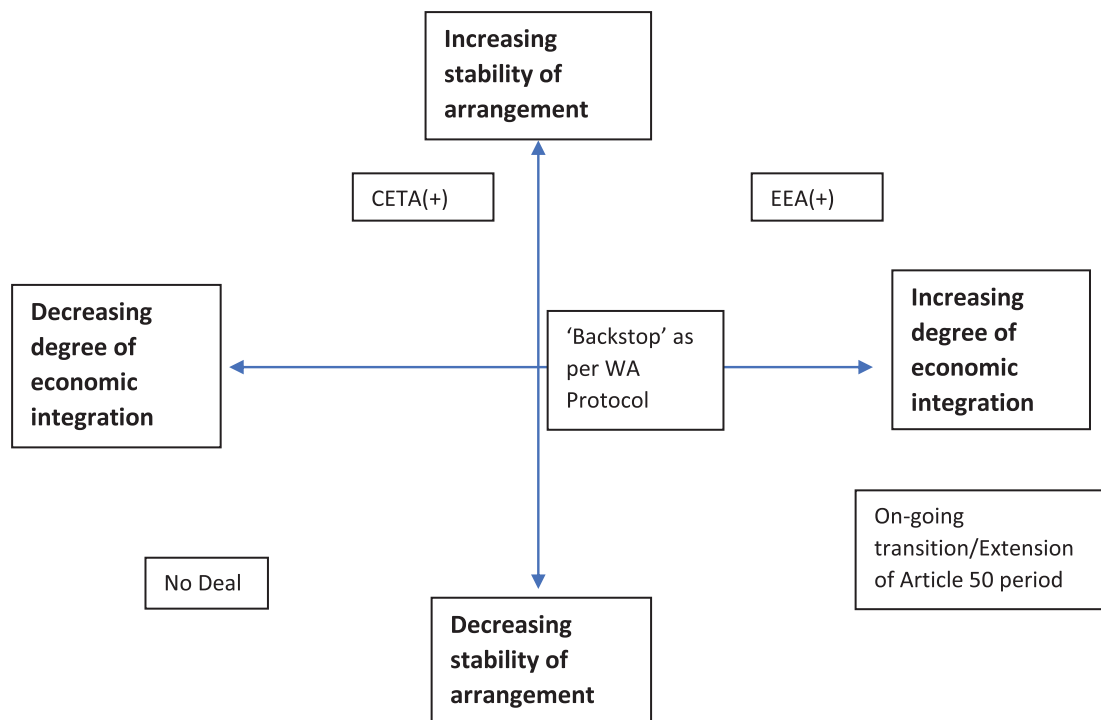 Increasing
stability of
arrangement
CETA(+)
EEA(+)
Decreasing
degree of
economic
integration
‘Backstop’ as
per WA
Protocol
Increasing
degree of
economic
integration
No Deal
On-going
transition/Extension
of Article 50 period
Decreasing
stability of
arrangement